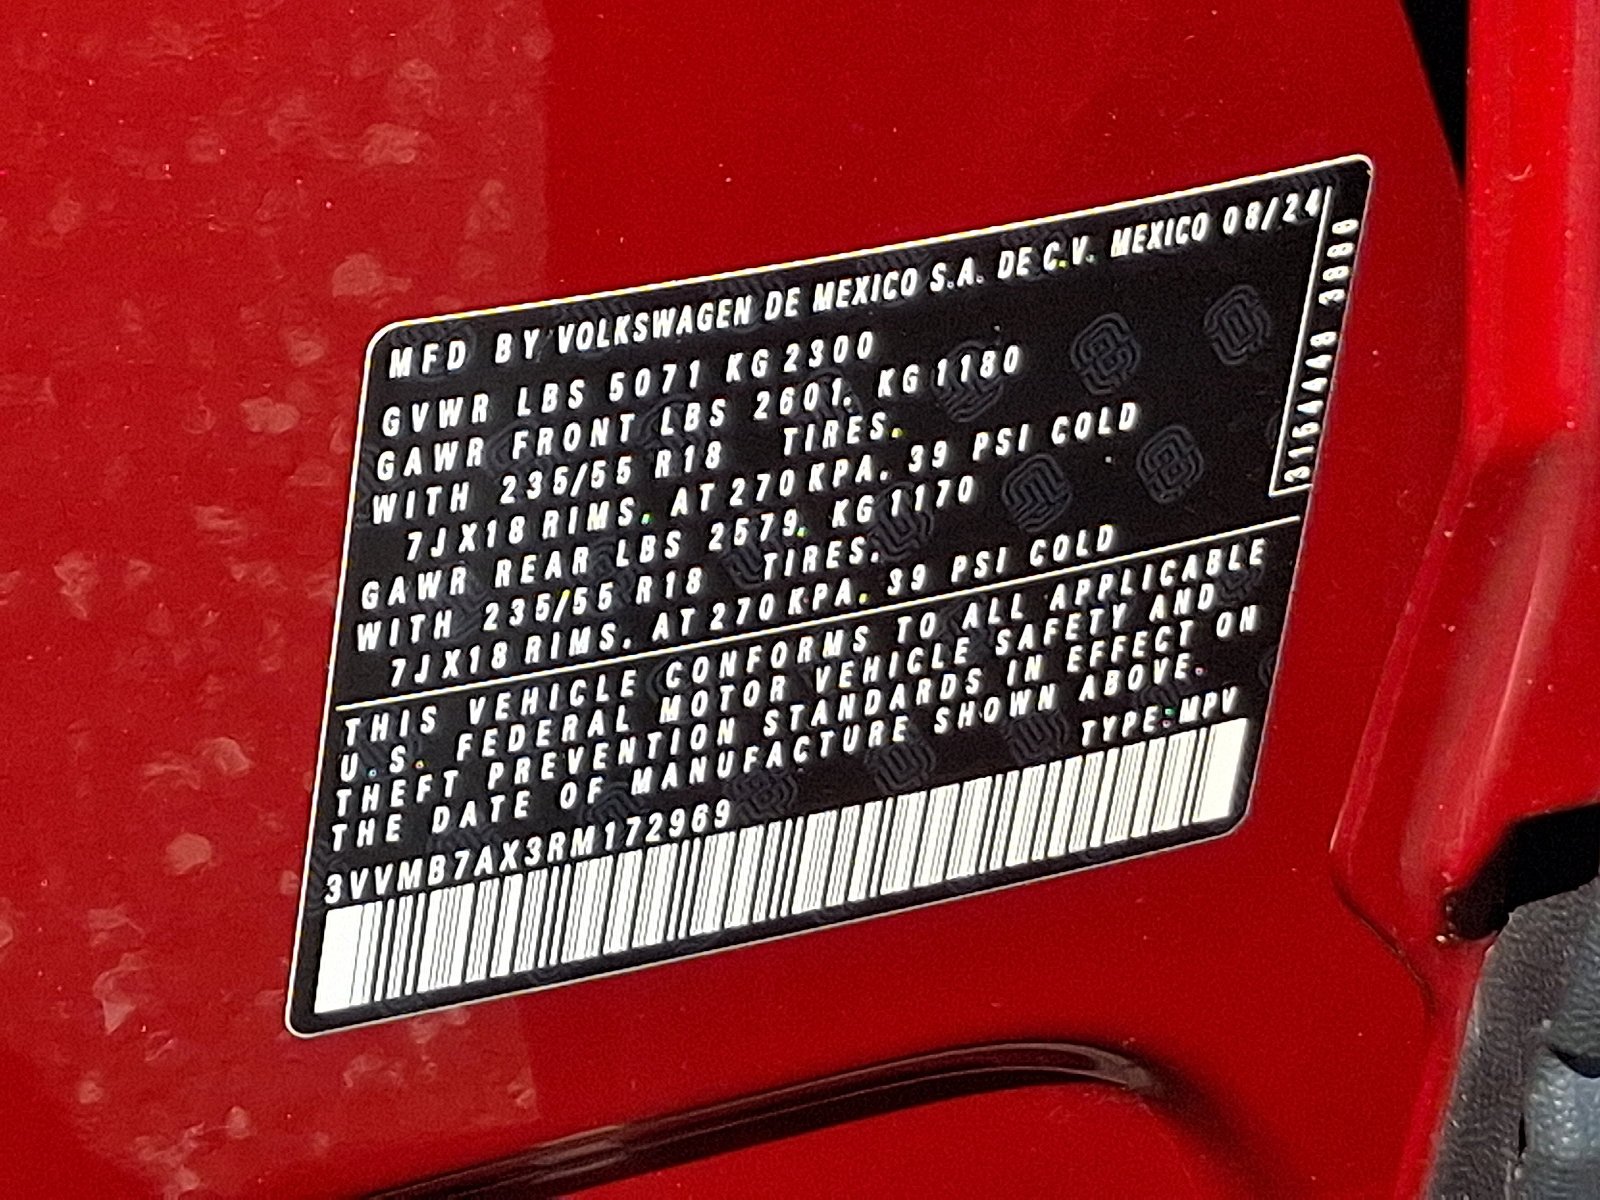 MFD BY VOLKSWAGEN DE MEXICO S.A. DE C.V. MEXICO 08/24
GVWR LBS 5071 KG 2300
GAWR FRONT LBS 2601. KG 1180
WITH 235/55 R18 TIRES.
7JX18 RIMS. AT 270 KPA. 39 PSI COLD
GAWR REAR LBS 2579. KG 1170
WITH 235/55 R18 TIRES.
7JX18 RIMS. AT 270 KPA. 39 PSI COLD
THIS VEHICLE CONFORMS TO ALL APPLICABLE
U.S. FEDERAL MOTOR VEHICLE SAFETY AND
THEFT PREVENTION STANDARDS IN EFFECT ON
THE DATE OF MANUFACTURE SHOWN ABOVE.
TYPE:MPV
3VVMB7AX3RM172969